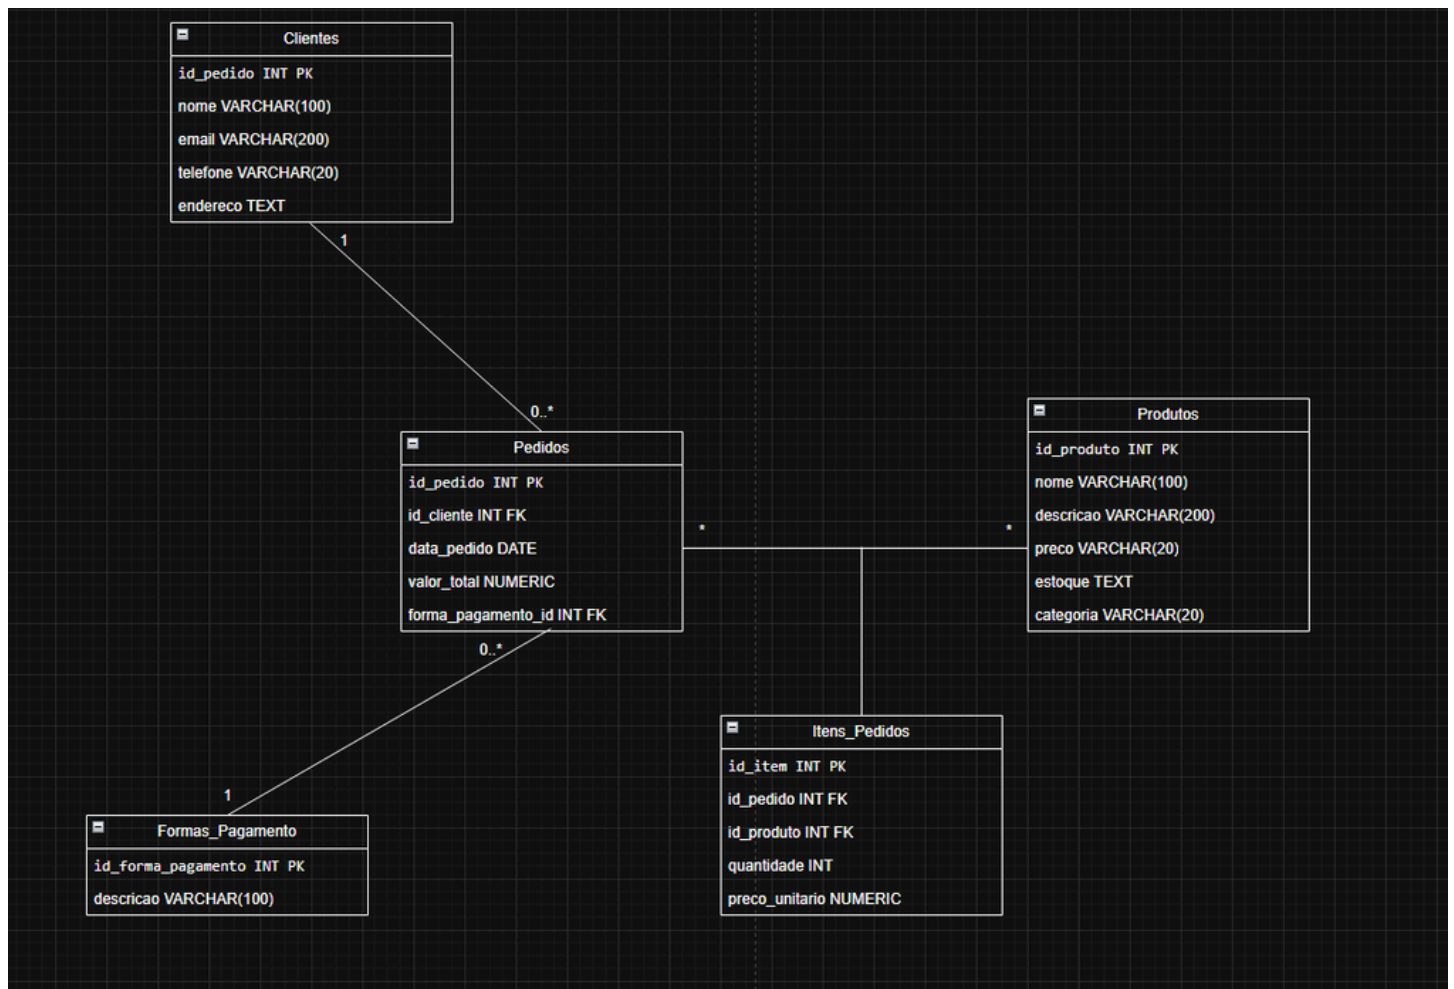 Clientes
id_pedido INT PK
nome VARCHAR(100)
email VARCHAR(200)
telefone VARCHAR(20)
endereco TEXT
1
0..*
Pedidos
id_pedido INT PK
id_cliente INT FK
data_pedido DATE
valor_total NUMERIC
forma_pagamento_id INT FK
*
*
Produtos
id_produto INT PK
nome VARCHAR(100)
descricao VARCHAR(200)
preco VARCHAR(20)
estoque TEXT
categoria VARCHAR(20)
0..*
1
Formas_Pagamento
id_forma_pagamento INT PK
descricao VARCHAR(100)
Itens_Pedidos
id_item INT PK
id_pedido INT FK
id_produto INT FK
quantidade INT
preco_unitario NUMERIC